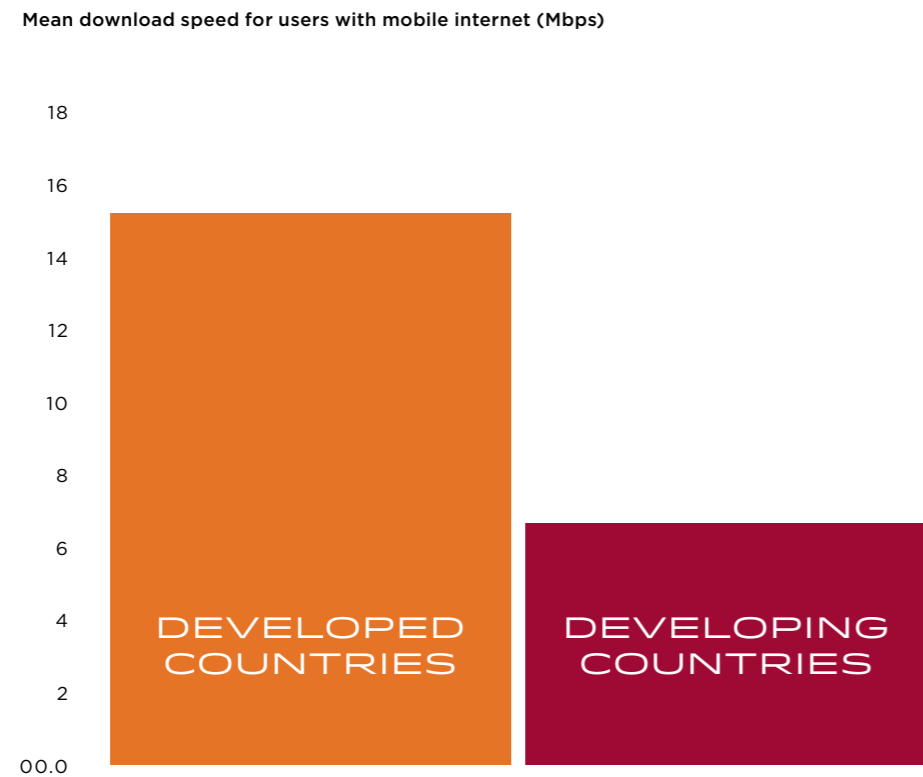 Mean download speed for users with mobile internet (Mbps)
18
16
14
12
10
8
6
4
2
00.0
DEVELOPED
COUNTRIES
DEVELOPING
COUNTRIES